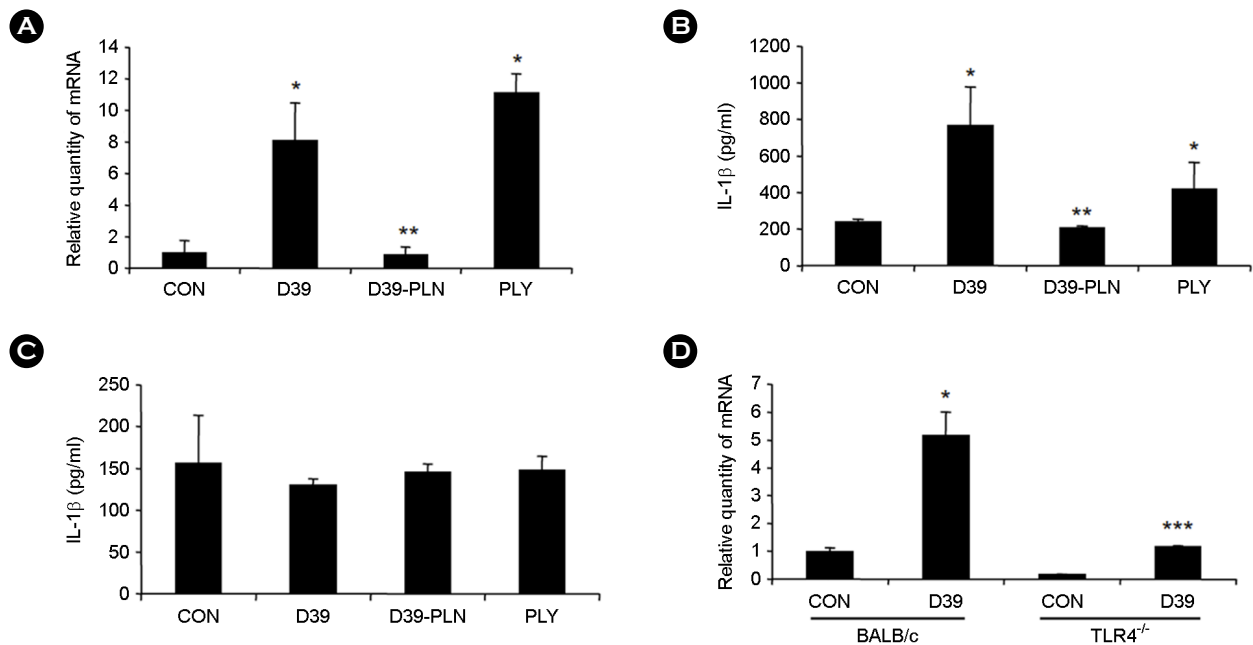 A
Relative quantity of mRNA
14
12
10
8
6
4
2
0
*
*
**
CON
D39
D39-PLN
PLY
B
IL-1β (pg/ml)
1200
1000
800
600
400
200
0
*
**
*
CON
D39
D39-PLN
PLY
C
IL-1β (pg/ml)
250
200
150
100
50
0
CON
D39
D39-PLN
PLY
D
Relative quantity of mRNA
7
6
5
4
3
2
1
0
*
***
CON
D39
CON
D39
BALB/c
TLR4-/-